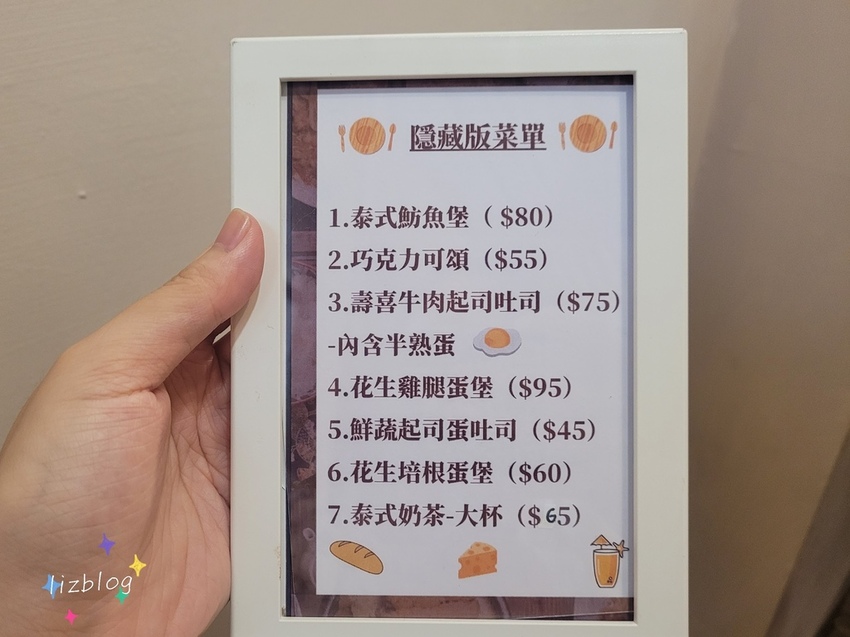 隱藏版菜單
1.泰式魴魚堡（$80）
2.巧克力可頌（$55）
3.壽喜牛肉起司吐司（$75）
-內含半熟蛋
4.花生雞腿蛋堡（$95）
5.鮮蔬起司蛋吐司（$45）
6.花生培根蛋堡（$60）
7.泰式奶茶-大杯（$65）
lizblog